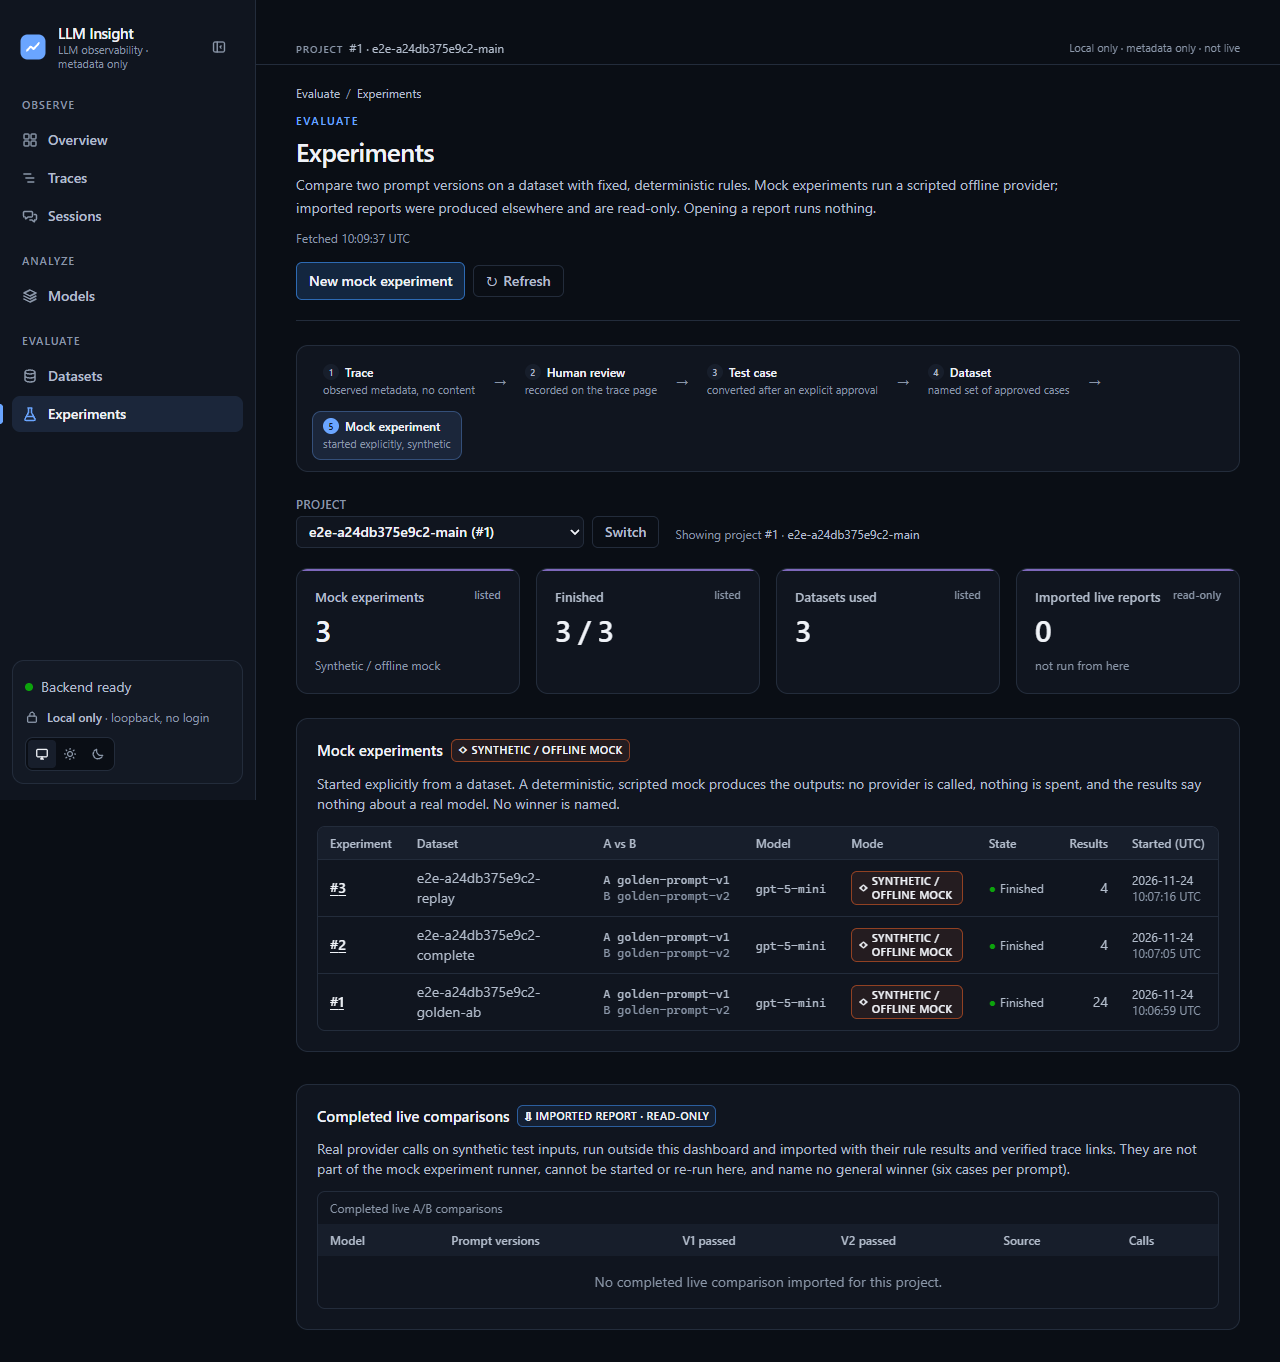 LLM Insight
LLM observability ·
metadata only
OBSERVE
Overview
Traces
Sessions
ANALYZE
Models
EVALUATE
Datasets
Experiments
Backend ready
Local only · loopback, no login
PROJECT #1 · e2e-a24db375e9c2-main
Local only · metadata only · not live
Evaluate / Experiments
EVALUATE
Experiments
Compare two prompt versions on a dataset with fixed, deterministic rules. Mock experiments run a scripted offline provider;
imported reports were produced elsewhere and are read-only. Opening a report runs nothing.
Fetched 10:09:37 UTC
New mock experiment
↻ Refresh
1 Trace
observed metadata, no content
→
2 Human review
recorded on the trace page
→
3 Test case
converted after an explicit approval
→
4 Dataset
named set of approved cases
→
5 Mock experiment
started explicitly, synthetic
PROJECT
e2e-a24db375e9c2-main (#1)
Switch
Showing project #1 · e2e-a24db375e9c2-main
Mock experiments listed
3
Synthetic / offline mock
Finished listed
3 / 3
Datasets used listed
3
Imported live reports read-only
0
not run from here
Mock experiments SYNTHETIC / OFFLINE MOCK
Started explicitly from a dataset. A deterministic, scripted mock produces the outputs: no provider is called, nothing is spent, and the results say
nothing about a real model. No winner is named.
Experiment Dataset A vs B Model Mode State Results Started (UTC)
#3
e2e-a24db375e9c2-
replay
A golden-prompt-v1
B golden-prompt-v2
gpt-5-mini
SYNTHETIC /
OFFLINE MOCK
Finished
4
2026-11-24
10:07:16 UTC
#2
e2e-a24db375e9c2-
complete
A golden-prompt-v1
B golden-prompt-v2
gpt-5-mini
SYNTHETIC /
OFFLINE MOCK
Finished
4
2026-11-24
10:07:05 UTC
#1
e2e-a24db375e9c2-
golden-ab
A golden-prompt-v1
B golden-prompt-v2
gpt-5-mini
SYNTHETIC /
OFFLINE MOCK
Finished
24
2026-11-24
10:06:59 UTC
Completed live comparisons IMPORTED REPORT · READ-ONLY
Real provider calls on synthetic test inputs, run outside this dashboard and imported with their rule results and verified trace links. They are not
part of the mock experiment runner, cannot be started or re-run here, and name no general winner (six cases per prompt).
Completed live A/B comparisons
Model Prompt versions V1 passed V2 passed Source Calls
No completed live comparison imported for this project.